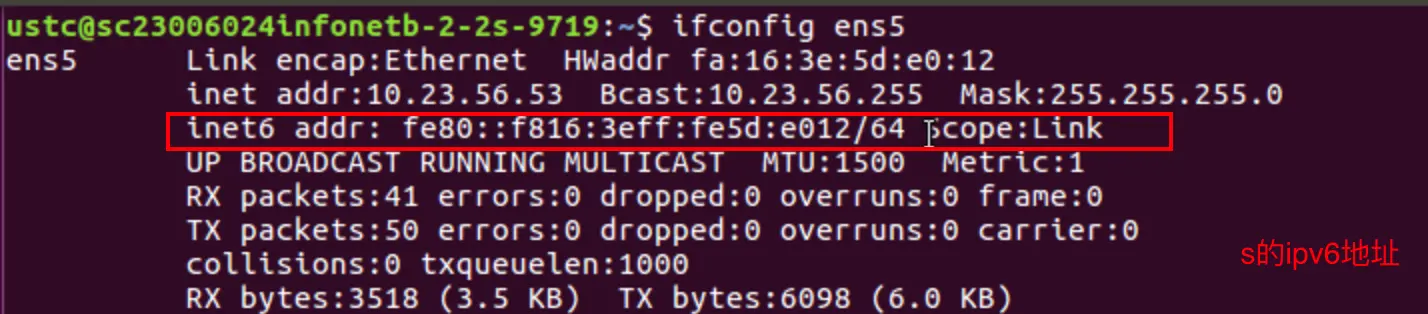 ustc@sc23006024infonetb-2-2s-9719:~$ ifconfig ens5
ens5 Link encap:Ethernet HWaddr fa:16:3e:5d:e0:12
inet addr:10.23.56.53 Bcast:10.23.56.255 Mask:255.255.255.0
inet6 addr: fe80::f816:3eff:fe5d:e012/64 Scope:Link
UP BROADCAST RUNNING MULTICAST MTU:1500 Metric:1
RX packets:41 errors:0 dropped:0 overruns:0 frame:0
TX packets:50 errors:0 dropped:0 overruns:0 carrier:0
collisions:0 txqueuelen:1000
s的ipv6地址
RX bytes:3518 (3.5 KB) TX bytes:6098 (6.0 KB)